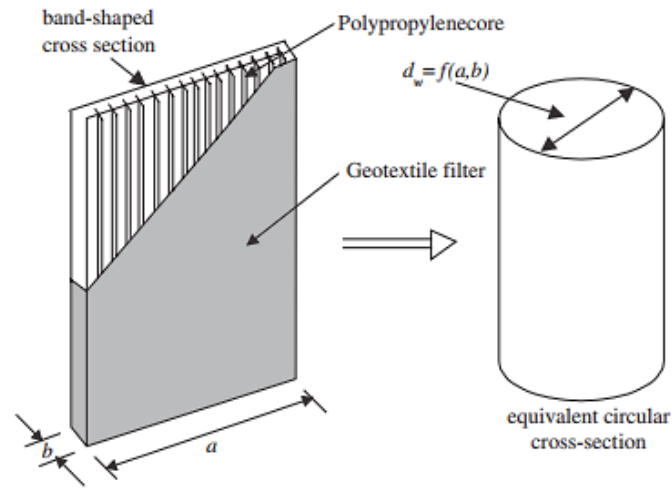 band-shaped
cross section
Polypropylenecore
d_w=f(a,b)
Geotextile filter
b
a
equivalent circular
cross-section